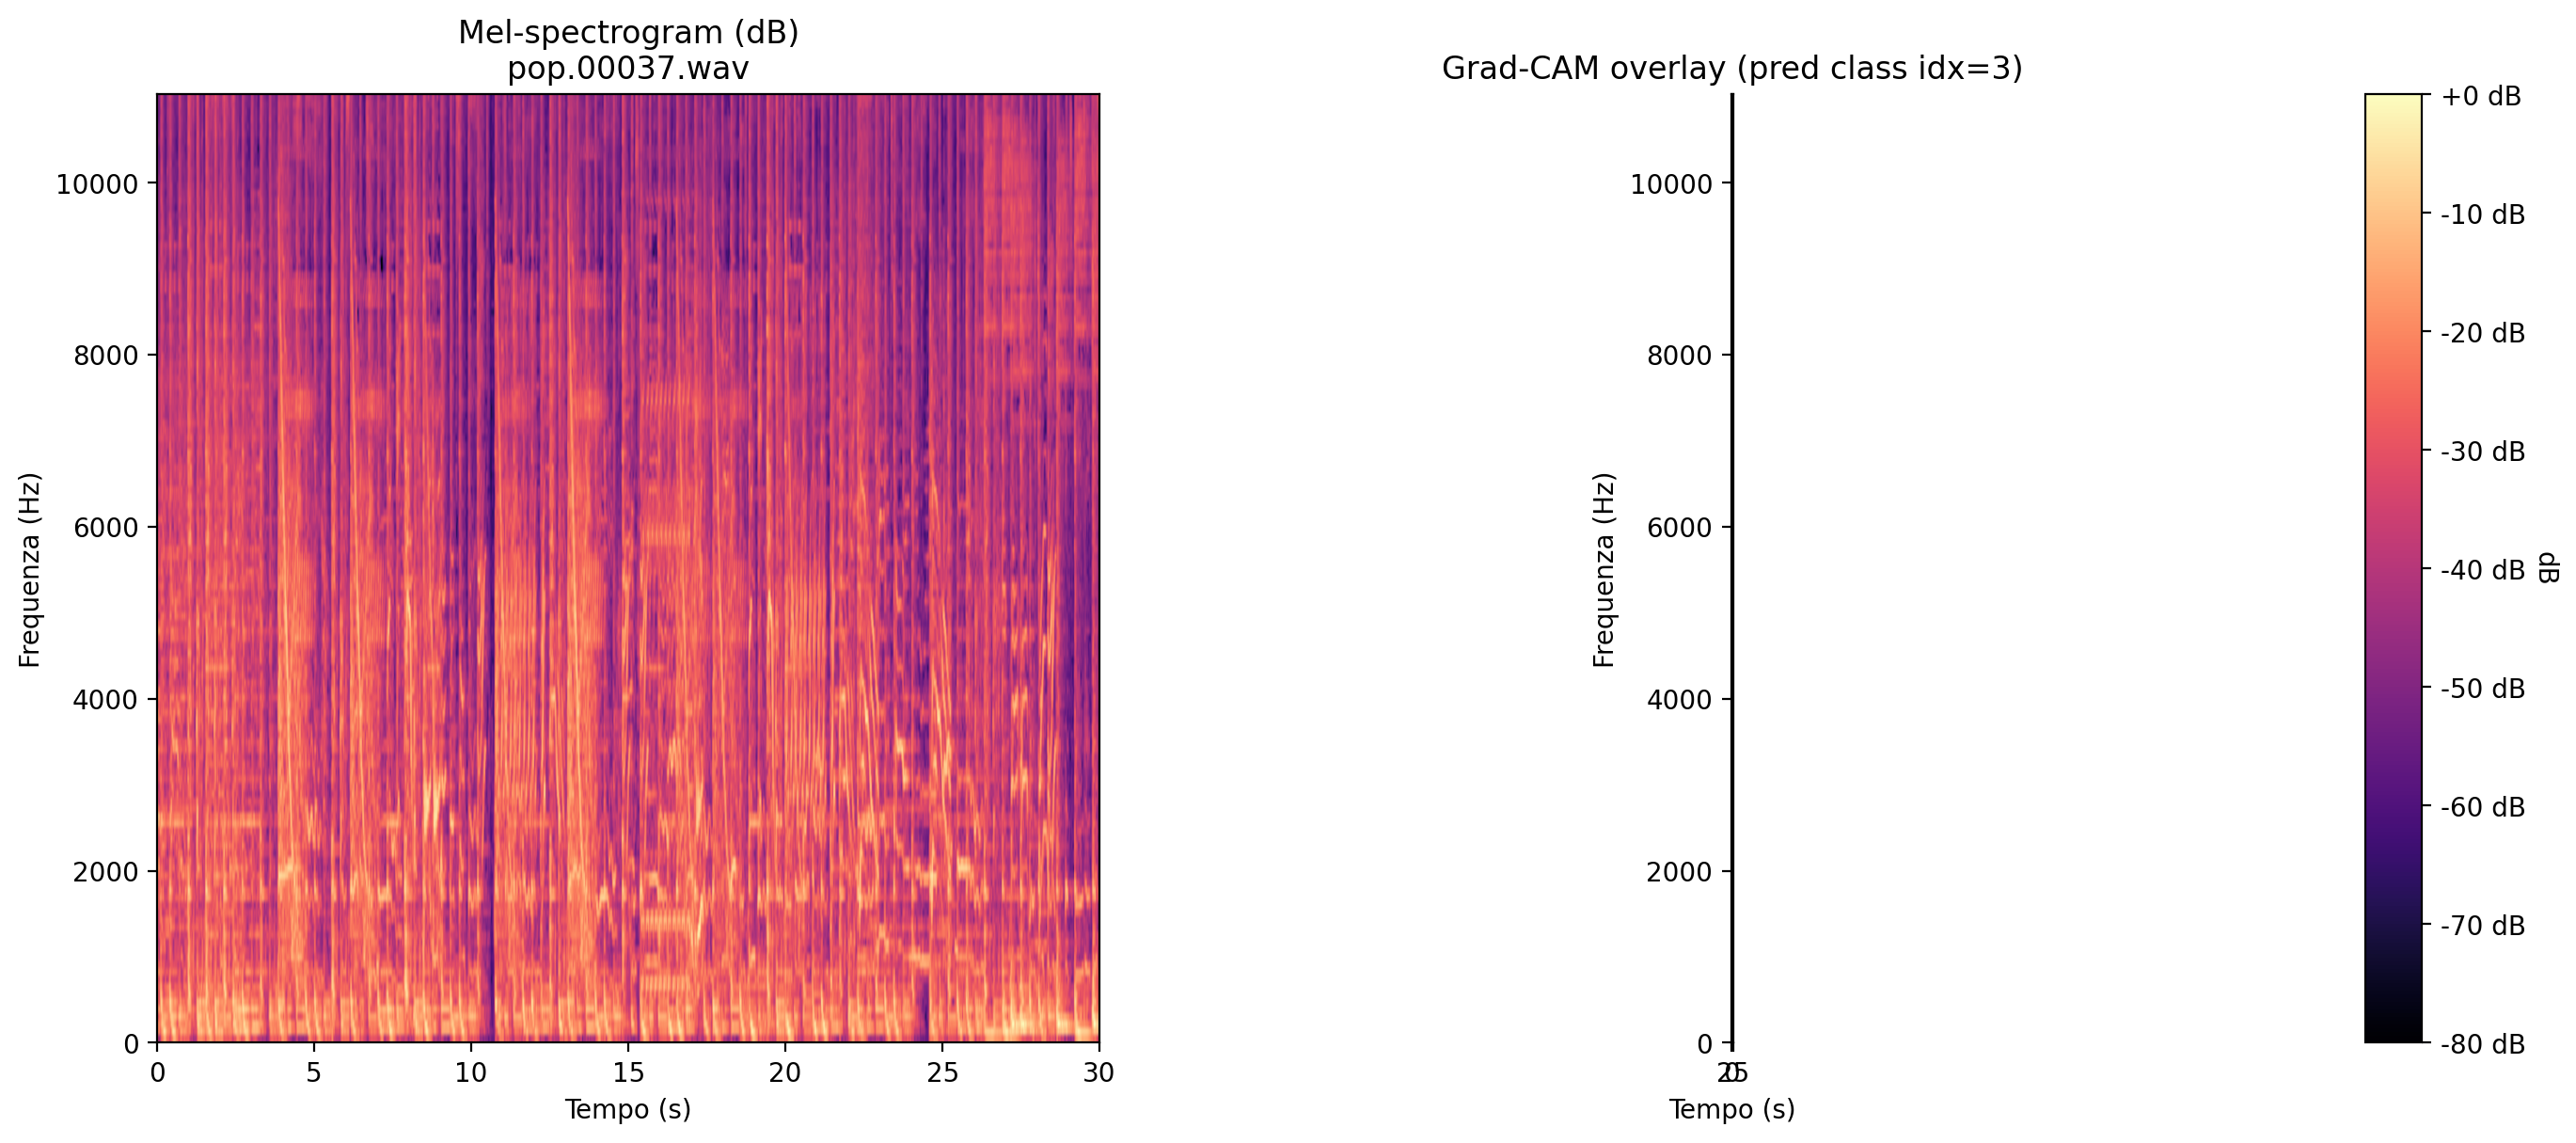 Mel-spectrogram (dB)
pop.00037.wav
Frequenza (Hz)
10000
8000
6000
4000
2000
0
0 5 10 15 20 25 30
Tempo (s)
Grad-CAM overlay (pred class idx=3)
Frequenza (Hz)
10000
8000
6000
4000
2000
0
Tempo (s)
+0 dB
-10 dB
-20 dB
-30 dB
-40 dB
-50 dB
-60 dB
-70 dB
-80 dB
dB